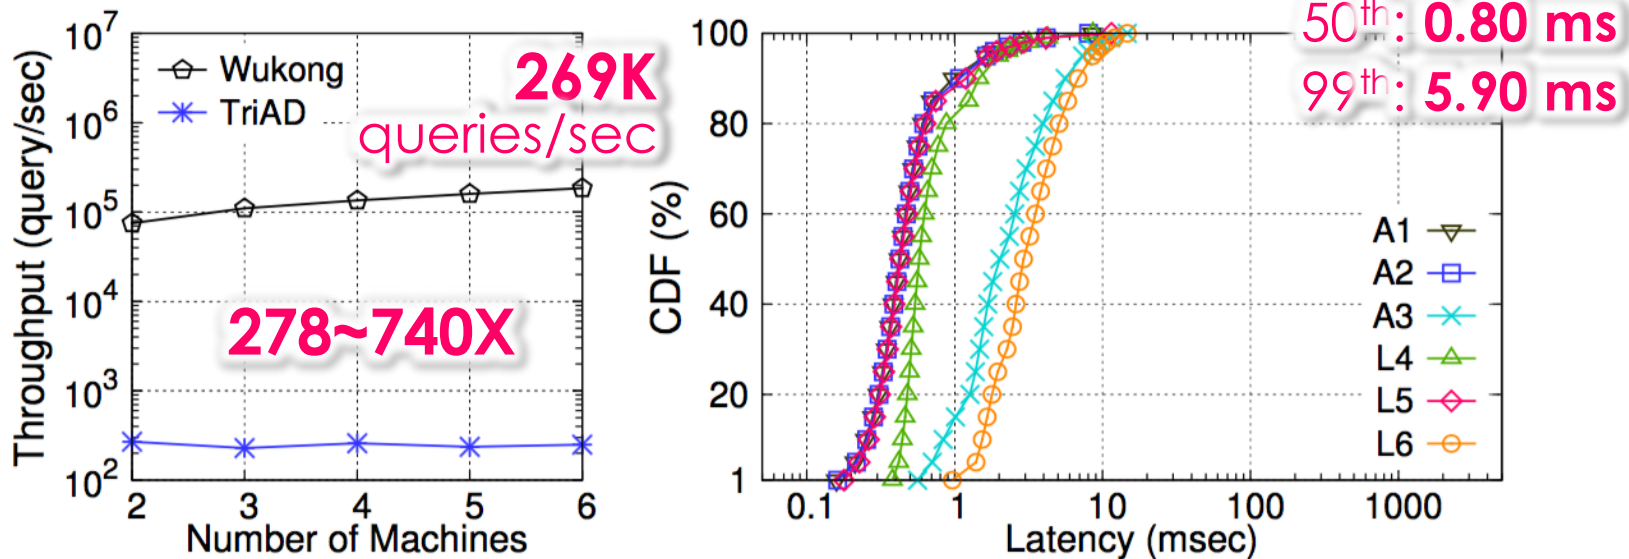 Throughput (query/sec)
10^7
10^6
10^5
10^4
10^3
10^2
Wukong
TriAD
269K
queries/sec
278~740X
2 3 4 5 6
Number of Machines
CDF (%)
100
80
60
40
20
1
50th: 0.80 ms
99th: 5.90 ms
A1
A2
A3
L4
L5
L6
0.1 1 10 100 1000
Latency (msec)